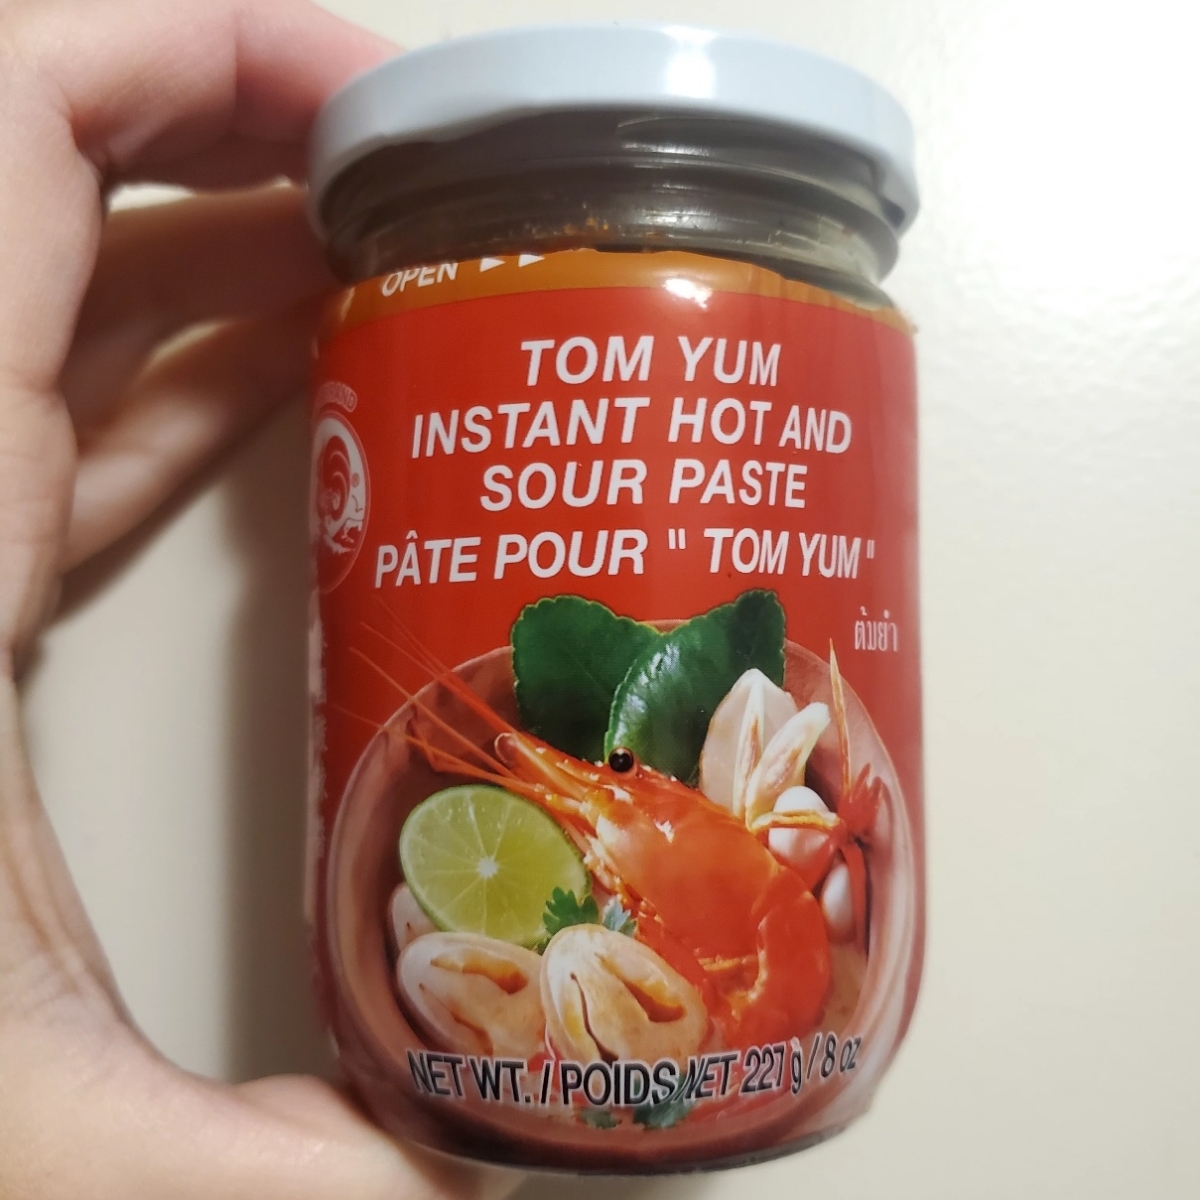 OPEN
BRAND
®
TOM YUM
INSTANT HOT AND
SOUR PASTE
PÂTE POUR " TOM YUM "
ต้มยำ
NET WT. / POIDS NET 227 g / 8 oz